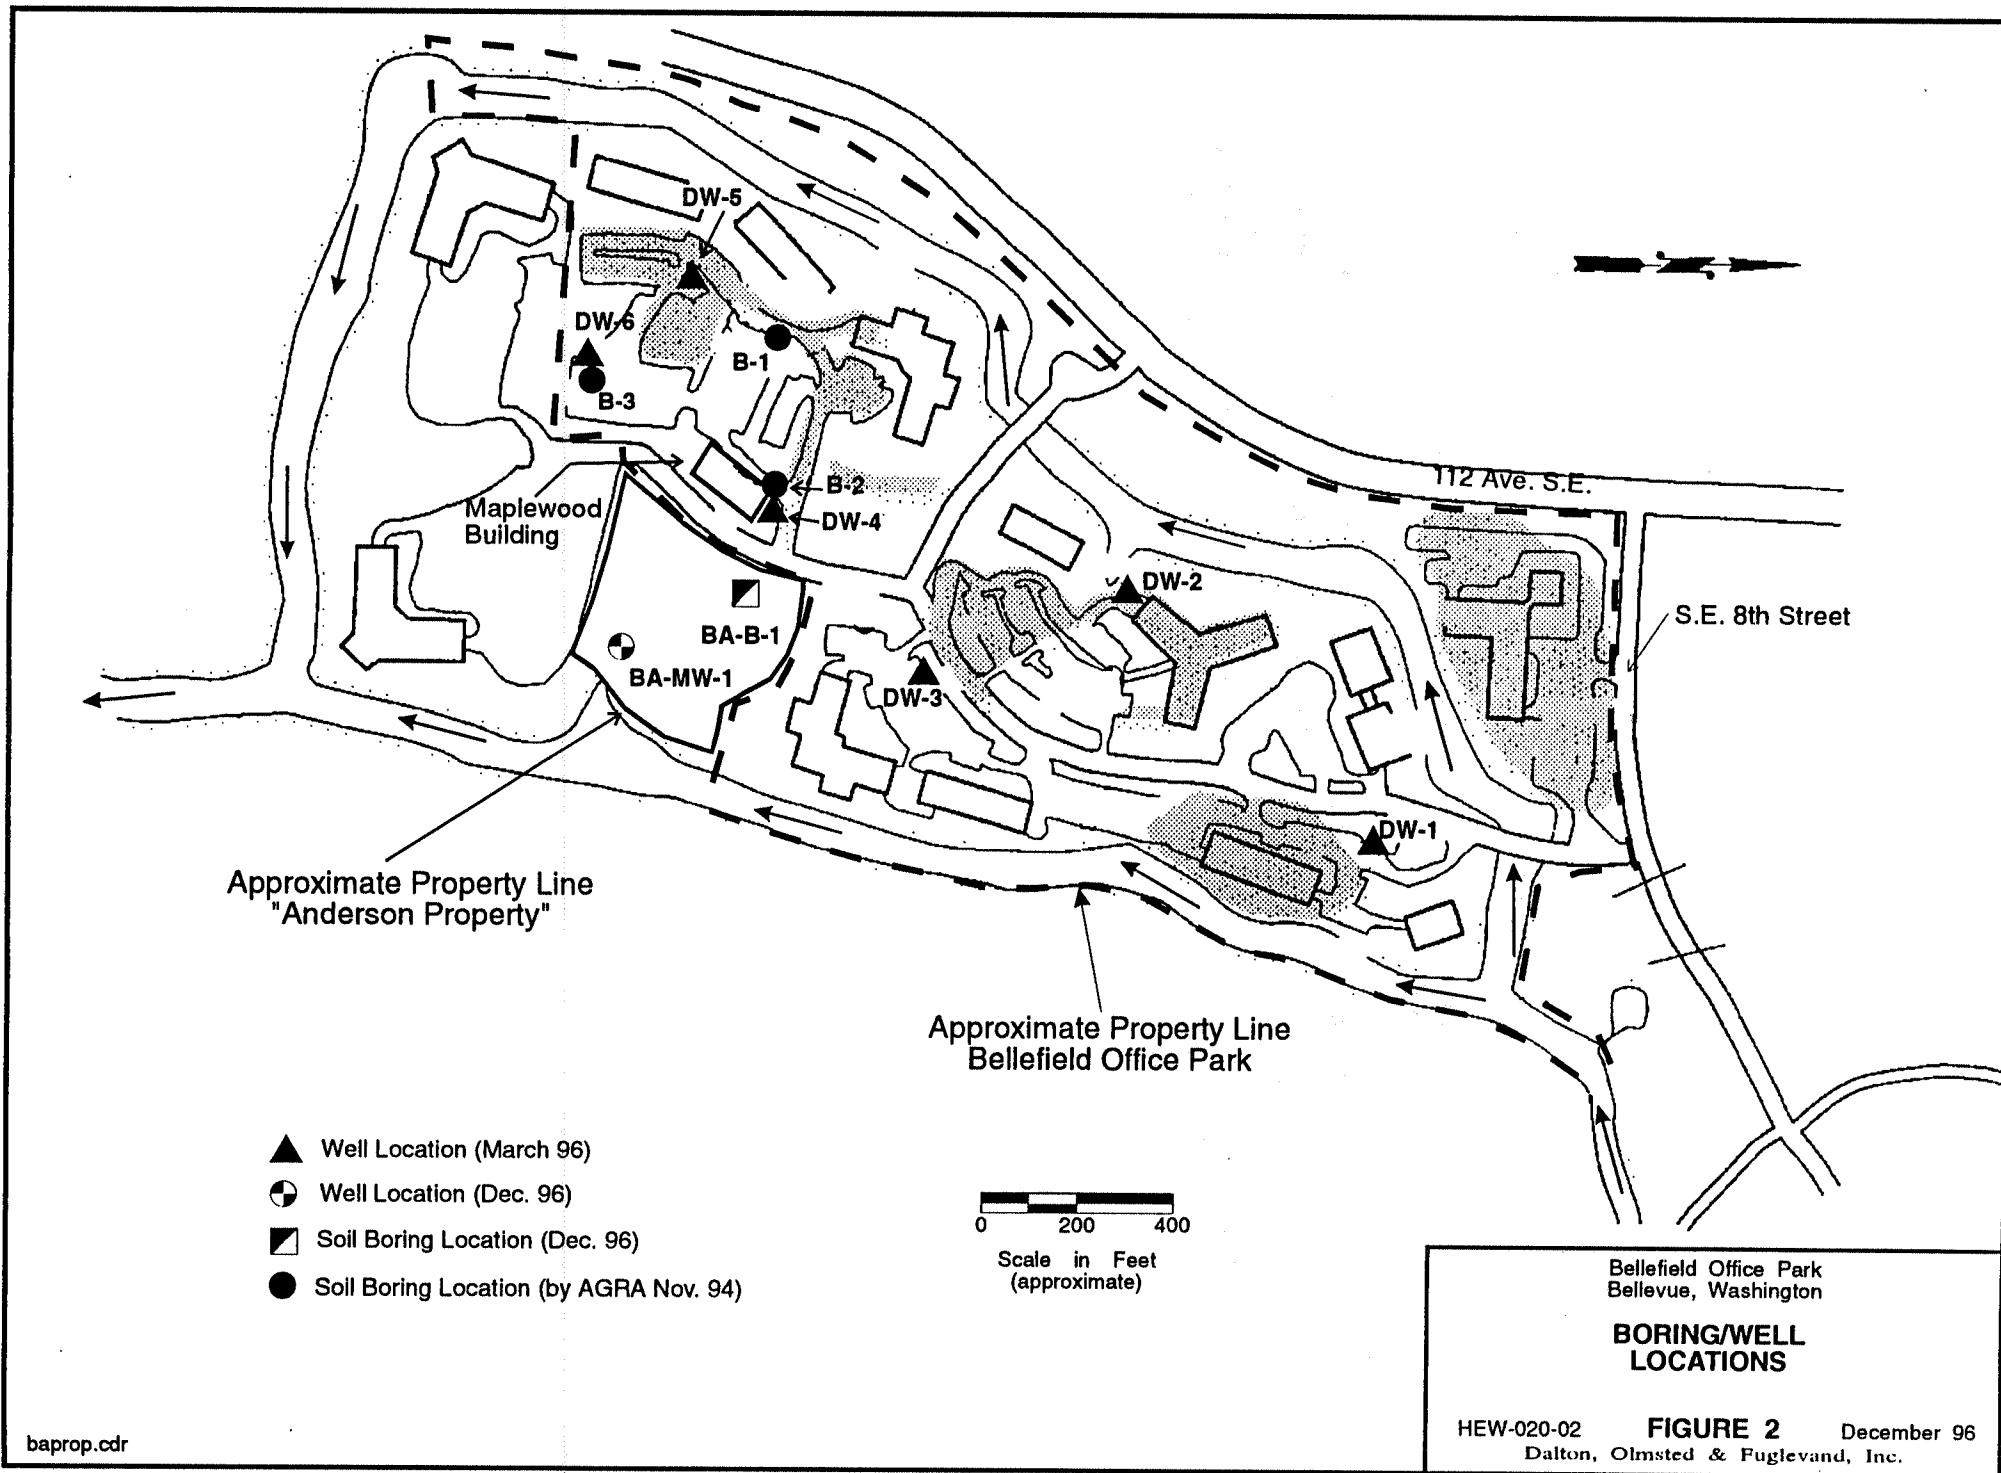 DW-5
DW-6
B-1
B-3
112 Ave. S.E.
B-2
Maplewood
Building
DW-4
DW-2
S.E. 8th Street
BA-B-1
BA-MW-1
DW-3
DW-1
Approximate Property Line
"Anderson Property"
Approximate Property Line
Bellefield Office Park
Well Location (March 96)
Well Location (Dec. 96)
Soil Boring Location (Dec. 96)
Soil Boring Location (by AGRA Nov. 94)
0 200 400
Scale in Feet
(approximate)
Bellefield Office Park
Bellevue, Washington
BORING/WELL
LOCATIONS
HEW-020-02 FIGURE 2 December 96
Dalton, Olmsted & Fuglevand, Inc.
baprop.cdr